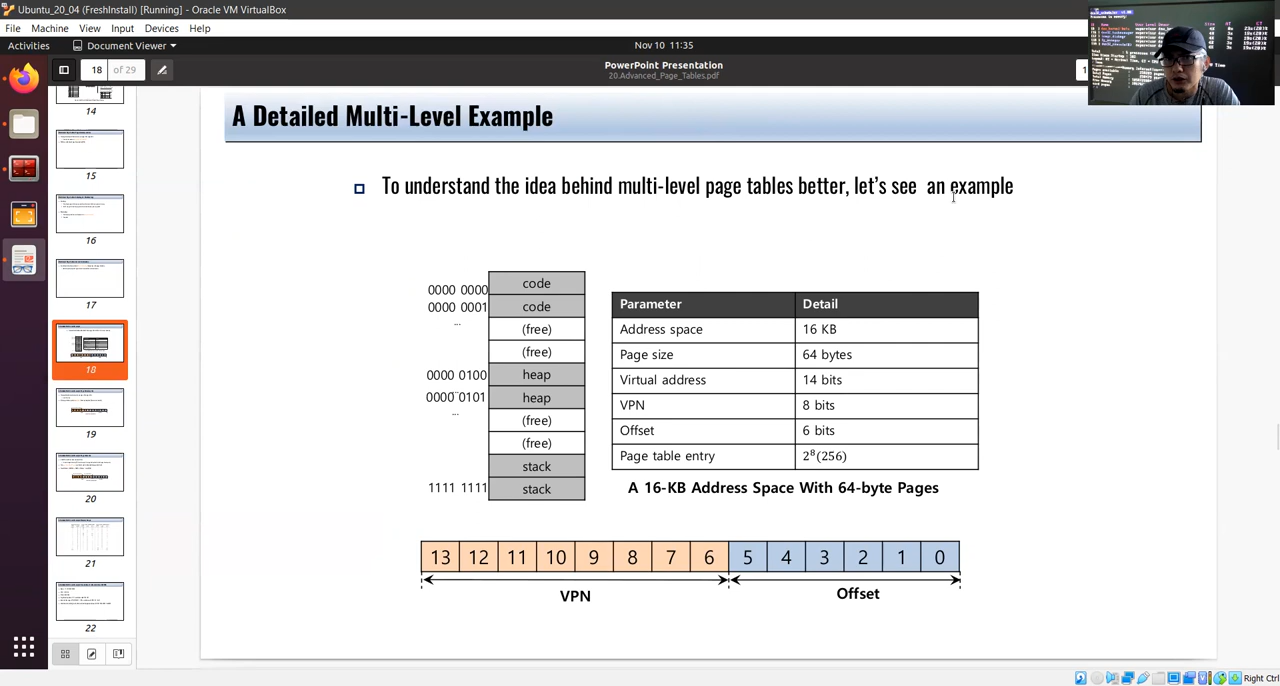 Ubuntu_20_04 (FreshInstall) [Running] - Oracle VM VirtualBox
File Machine View Input Devices Help
Activities Document Viewer Nov 10 11:35
18 of 29 PowerPoint Presentation
20.Advanced_Page_Tables.pdf
A Detailed Multi-Level Example
To understand the idea behind multi-level page tables better, let's see an example
0000 0000 code
0000 0001 code
... (free)
(free)
0000 0100 heap
0000 0101 heap
... (free)
(free)
stack
1111 1111 stack
Parameter Detail
Address space 16 KB
Page size 64 bytes
Virtual address 14 bits
VPN 8 bits
Offset 6 bits
Page table entry 2⁸(256)
A 16-KB Address Space With 64-byte Pages
13 12 11 10 9 8 7 6 5 4 3 2 1 0
VPN Offset
14
15
16
17
18
19
20
21
22
Right Ctrl